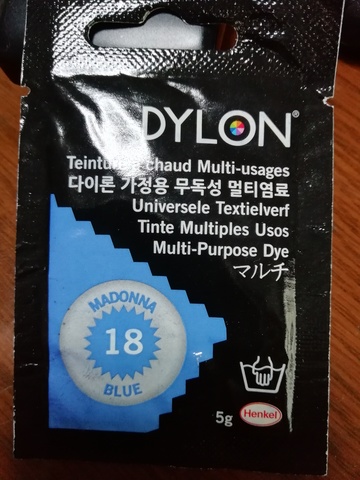 DYLON®
Teinture à chaud Multi-usages
다이론 가정용 무독성 멀티염료
Universele Textielverf
Tinte Multiples Usos
Multi-Purpose Dye
マルチ
MADONNA
18
BLUE
5g
Henkel